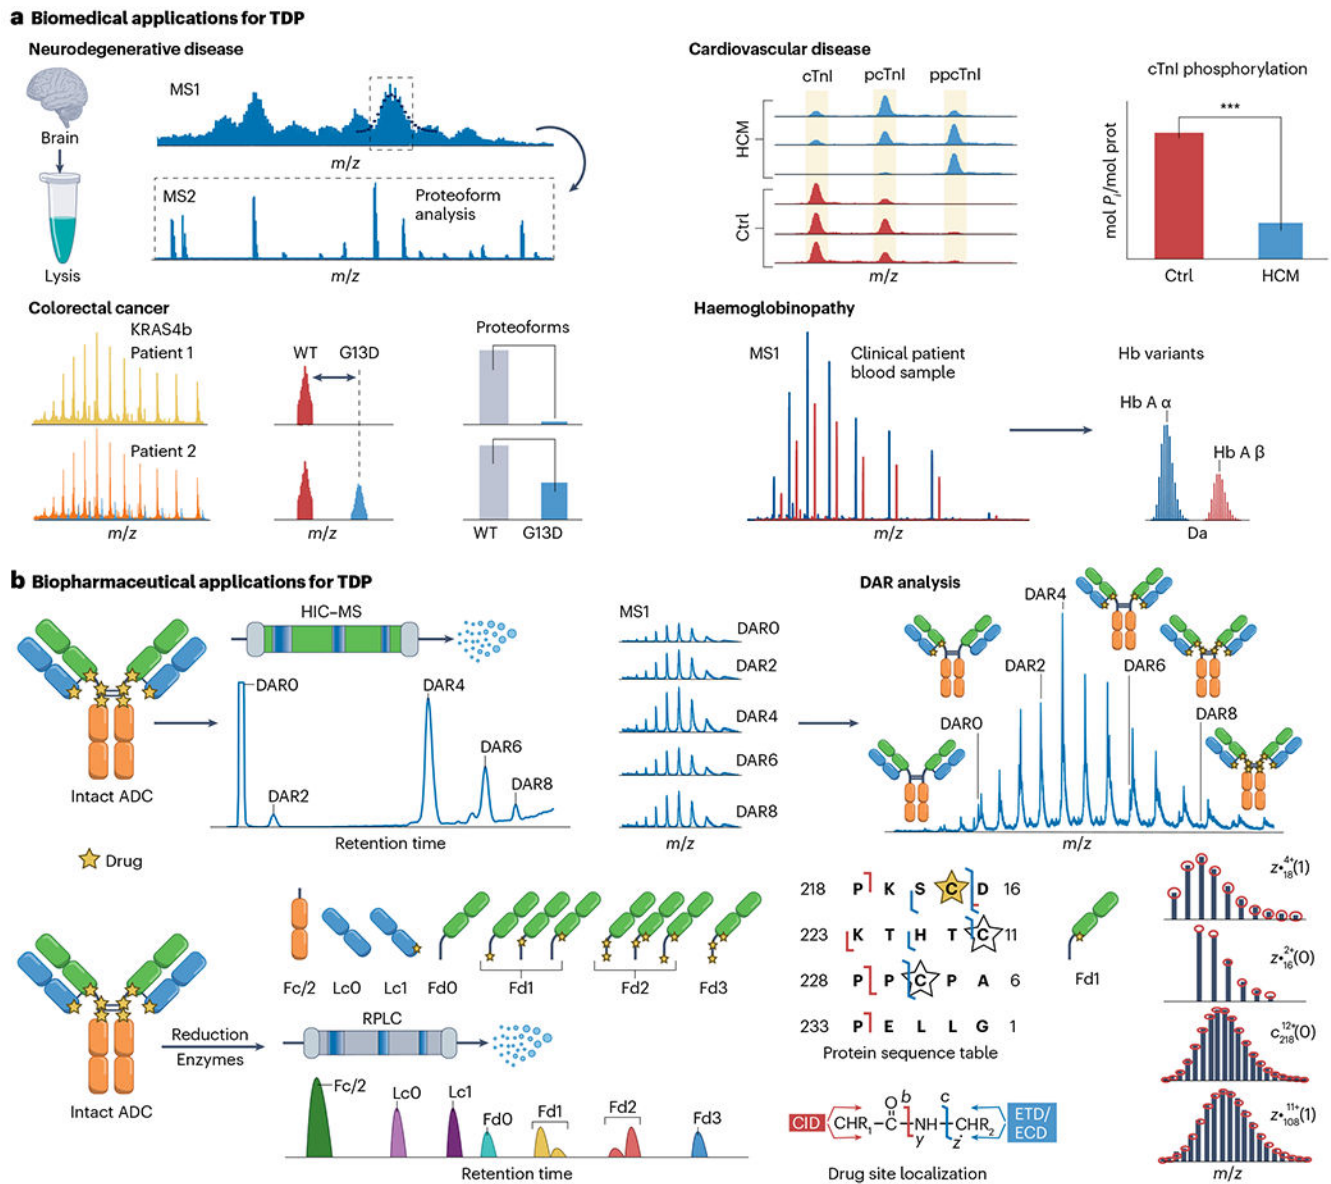 a Biomedical applications for TDP
Neurodegenerative disease
Brain
Lysis
MS1
m/z
MS2
Proteoform
analysis
m/z
Cardiovascular disease
cTnI
pcTnI
ppcTnI
HCM
Ctrl
m/z
cTnI phosphorylation
***
mol Pi/mol prot
Ctrl
HCM
Colorectal cancer
KRAS4b
Patient 1
Patient 2
m/z
WT
G13D
m/z
Proteoforms
WT
G13D
Haemoglobinopathy
MS1
Clinical patient
blood sample
m/z
Hb variants
Hb A α
Hb A β
Da
b Biopharmaceutical applications for TDP
Intact ADC
Drug
HIC–MS
DAR0
DAR2
DAR4
DAR6
DAR8
Retention time
MS1
DAR0
DAR2
DAR4
DAR6
DAR8
m/z
DAR analysis
DAR0
DAR2
DAR4
DAR6
DAR8
m/z
Intact ADC
Reduction
Enzymes
Fc/2
Lc0
Lc1
Fd0
Fd1
Fd2
Fd3
RPLC
Fc/2
Lc0
Lc1
Fd0
Fd1
Fd2
Fd3
Retention time
218 P K S C D 16
223 K T H T C 11
228 P P C P A 6
233 P E L L G 1
Protein sequence table
Fd1
CID
CHR1–C–NH–CHR2
O
b
y
c
z•
ETD/
ECD
Drug site localization
z•18 4+(1)
z•16 2+(0)
c218 12+(0)
z•108 11+(1)
m/z